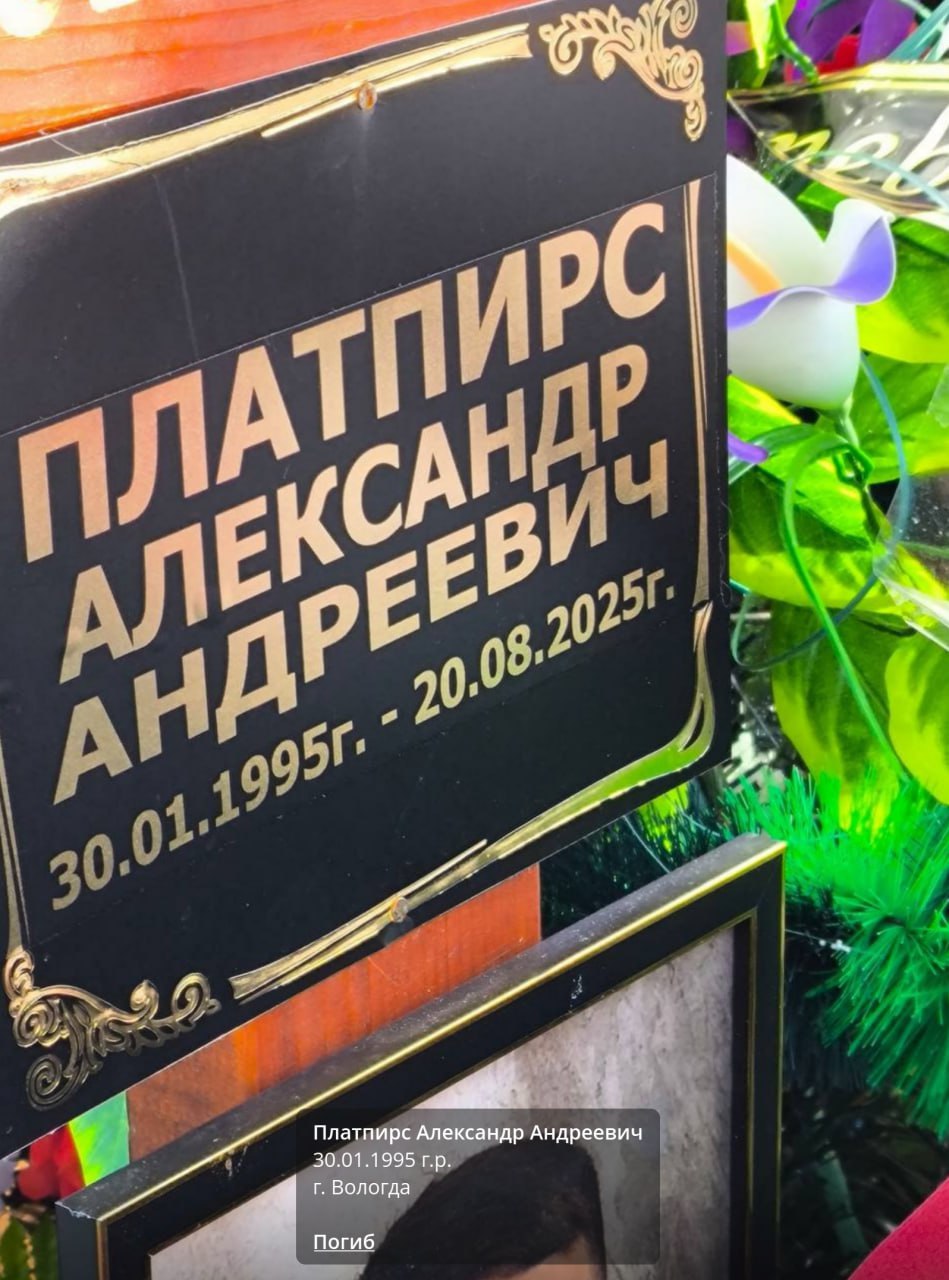 ПЛАТПИРС
АЛЕКСАНДР
АНДРЕЕВИЧ
30.01.1995г. - 20.08.2025г.
Платпирс Александр Андреевич
30.01.1995 г.р.
г. Вологда
Погиб